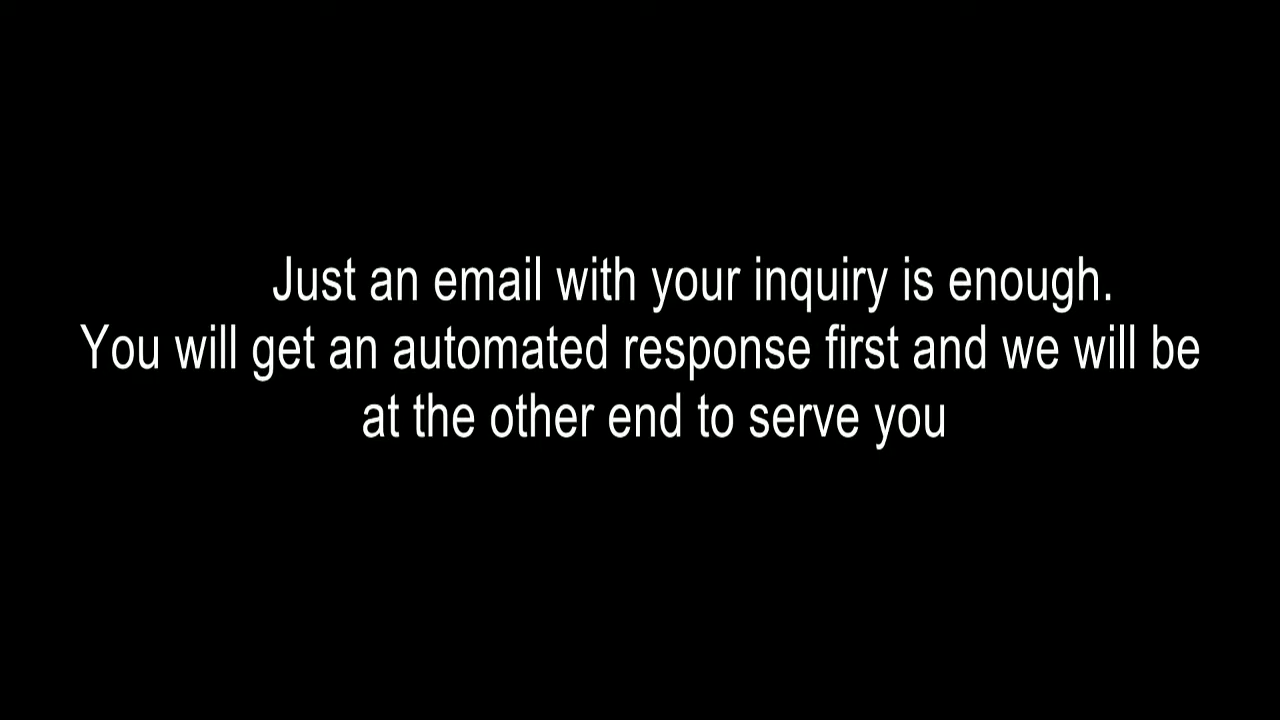 Just an email with your inquiry is enough.
You will get an automated response first and we will be
at the other end to serve you